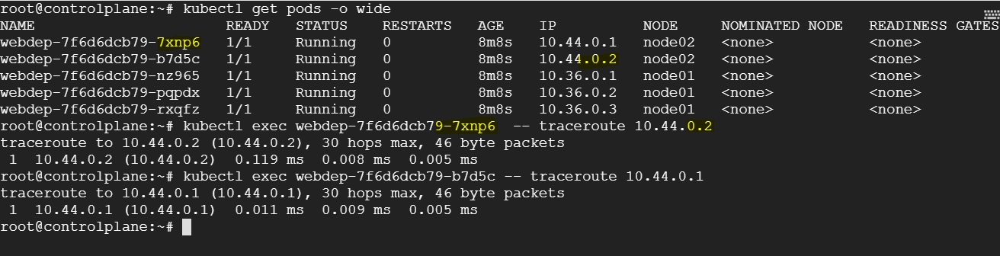 root@controlplane:~# kubectl get pods -o wide
NAME                      READY   STATUS    RESTARTS   AGE    IP          NODE     NOMINATED NODE   READINESS GATES
webdep-7f6d6dcb79-7xnp6   1/1     Running   0          8m8s   10.44.0.1   node02   <none>           <none>
webdep-7f6d6dcb79-b7d5c   1/1     Running   0          8m8s   10.44.0.2   node02   <none>           <none>
webdep-7f6d6dcb79-nz965   1/1     Running   0          8m8s   10.36.0.1   node01   <none>           <none>
webdep-7f6d6dcb79-pqpdx   1/1     Running   0          8m8s   10.36.0.2   node01   <none>           <none>
webdep-7f6d6dcb79-rxqfz   1/1     Running   0          8m8s   10.36.0.3   node01   <none>           <none>
root@controlplane:~# kubectl exec webdep-7f6d6dcb79-7xnp6  -- traceroute 10.44.0.2
traceroute to 10.44.0.2 (10.44.0.2), 30 hops max, 46 byte packets
 1  10.44.0.2 (10.44.0.2)  0.119 ms  0.008 ms  0.005 ms
root@controlplane:~# kubectl exec webdep-7f6d6dcb79-b7d5c -- traceroute 10.44.0.1
traceroute to 10.44.0.1 (10.44.0.1), 30 hops max, 46 byte packets
 1  10.44.0.1 (10.44.0.1)  0.011 ms  0.009 ms  0.005 ms
root@controlplane:~#